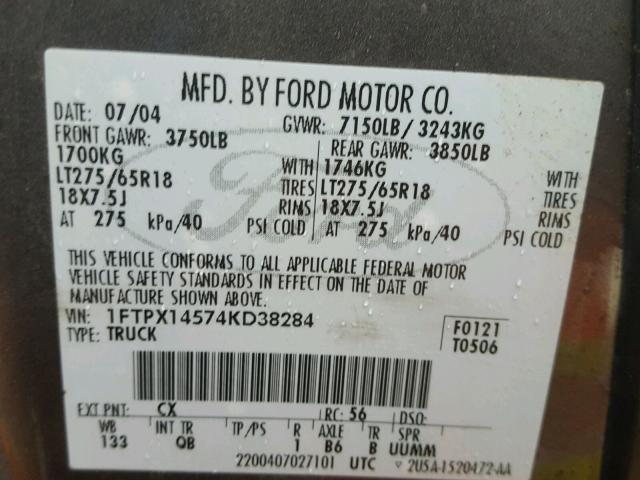 MFD. BY FORD MOTOR CO.
DATE: 07/04 GVWR: 7150LB/ 3243KG
FRONT GAWR: 3750LB REAR GAWR: 3850LB
1700KG WITH 1746KG WITH
LT275/65R18 TIRES LT275/65R18 TIRES
18X7.5J RIMS 18X7.5J RIMS
AT 275 kPa/40 PSI COLD AT 275 kPa/40 PSI COLD
Ford
THIS VEHICLE CONFORMS TO ALL APPLICABLE FEDERAL MOTOR
VEHICLE SAFETY STANDARDS IN EFFECT ON THE DATE OF
MANUFACTURE SHOWN ABOVE.
VIN: 1FTPX14574KD38284
TYPE: TRUCK
F0121
T0506
EXT PNT: CX RC: 56 DSO:
WB INT TR TP/PS R AXLE TR SPR
133 QB 1 B6 B UUMM
2200407027101 UTC 2U5A-1520472-AA